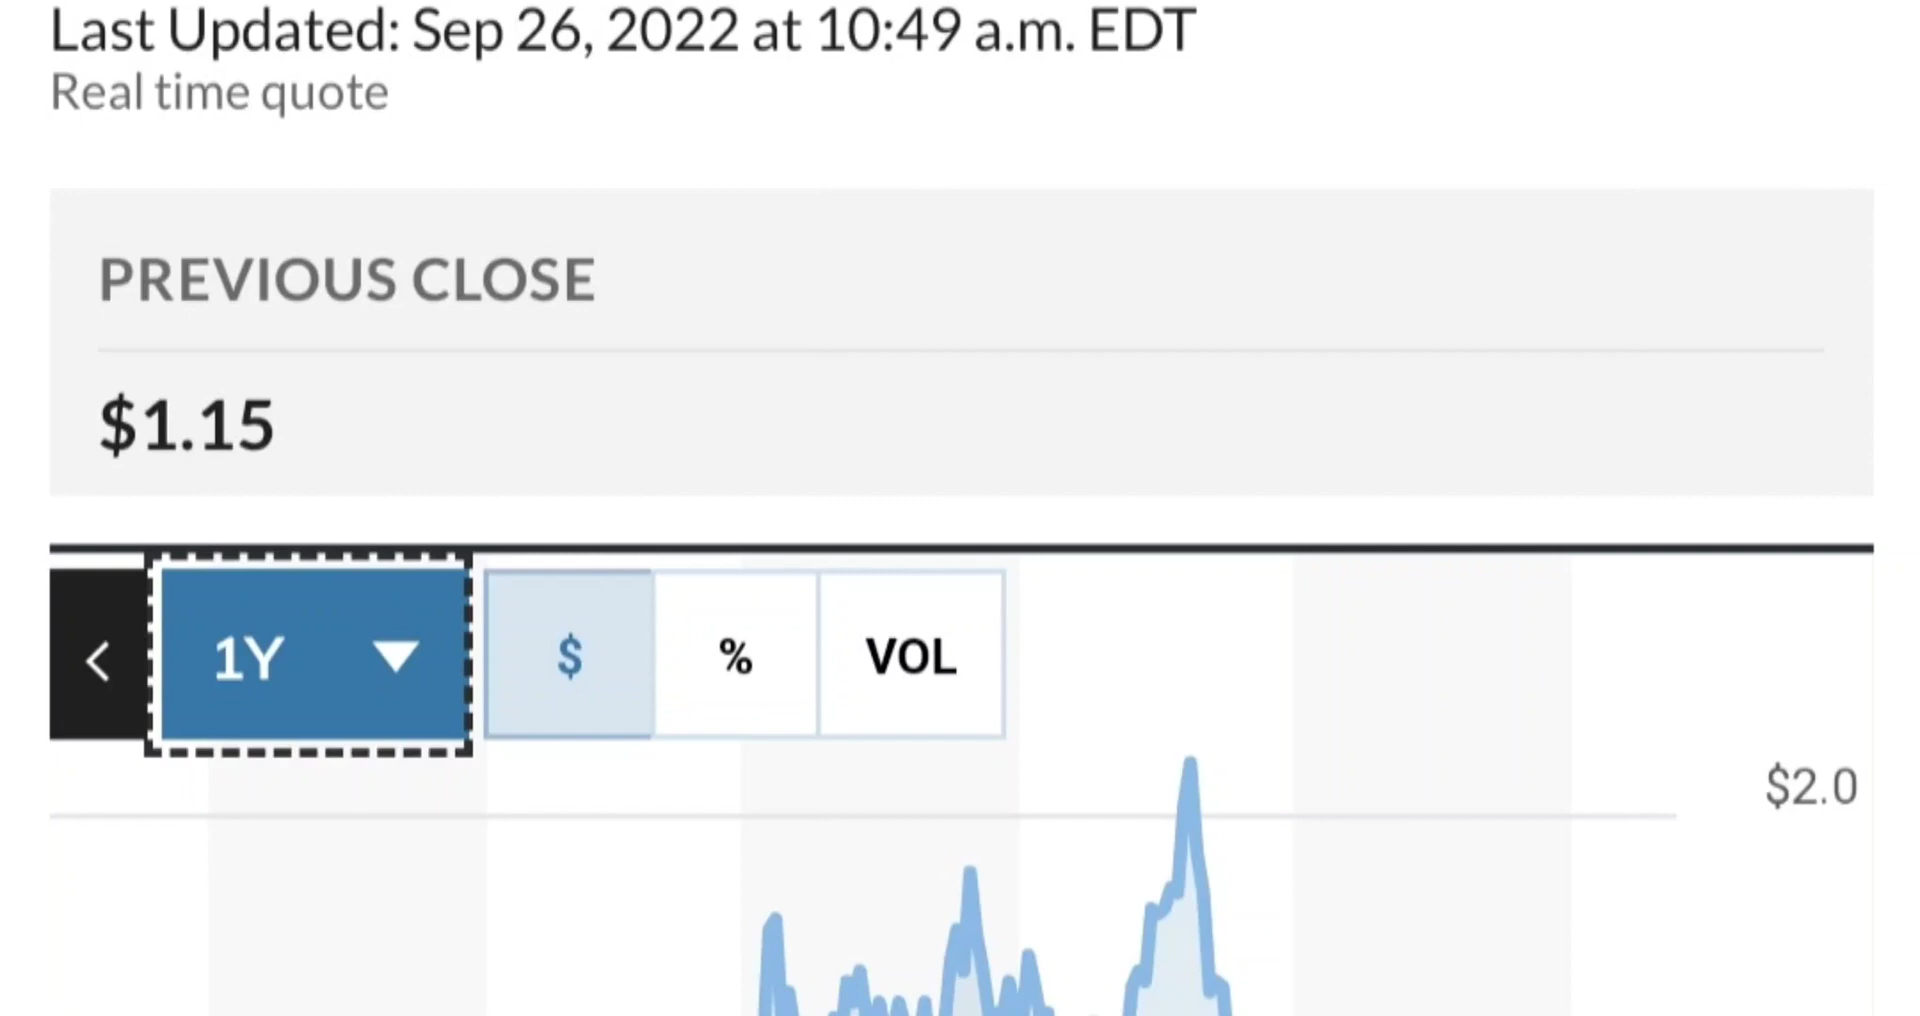 Last Updated: Sep 26, 2022 at 10:49 a.m. EDT
Real time quote
PREVIOUS CLOSE
$1.15
1Y $ % VOL
$2.0